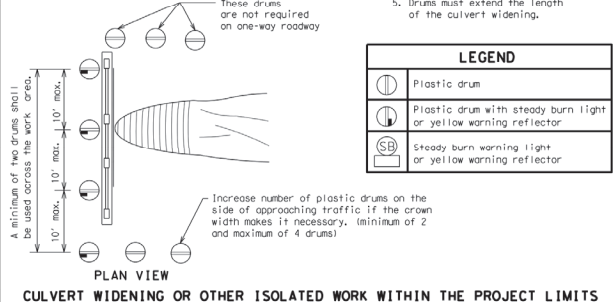 These drums
are not required
on one-way roadway
5. Drums must extend the length
of the culvert widening.
LEGEND
Plastic drum
Plastic drum with steady burn light
or yellow warning reflector
SB
Steady burn warning light
or yellow warning reflector
A minimum of two drums shall
be used across the work area.
10' max.
10' max.
10' max.
Increase number of plastic drums on the
side of approaching traffic if the crown
width makes it necessary. (minimum of 2
and maximum of 4 drums)
PLAN VIEW
CULVERT WIDENING OR OTHER ISOLATED WORK WITHIN THE PROJECT LIMITS